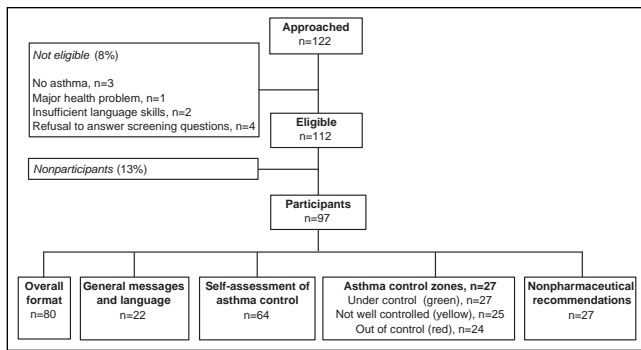 Approached
n=122
Not eligible (8%)
No asthma, n=3
Major health problem, n=1
Insufficient language skills, n=2
Refusal to answer screening questions, n=4
Eligible
n=112
Nonparticipants (13%)
Participants
n=97
Overall
format
n=80
General messages
and language
n=22
Self-assessment of
asthma control
n=64
Asthma control zones, n=27
Under control (green), n=27
Not well controlled (yellow), n=25
Out of control (red), n=24
Nonpharmaceutical
recommendations
n=27